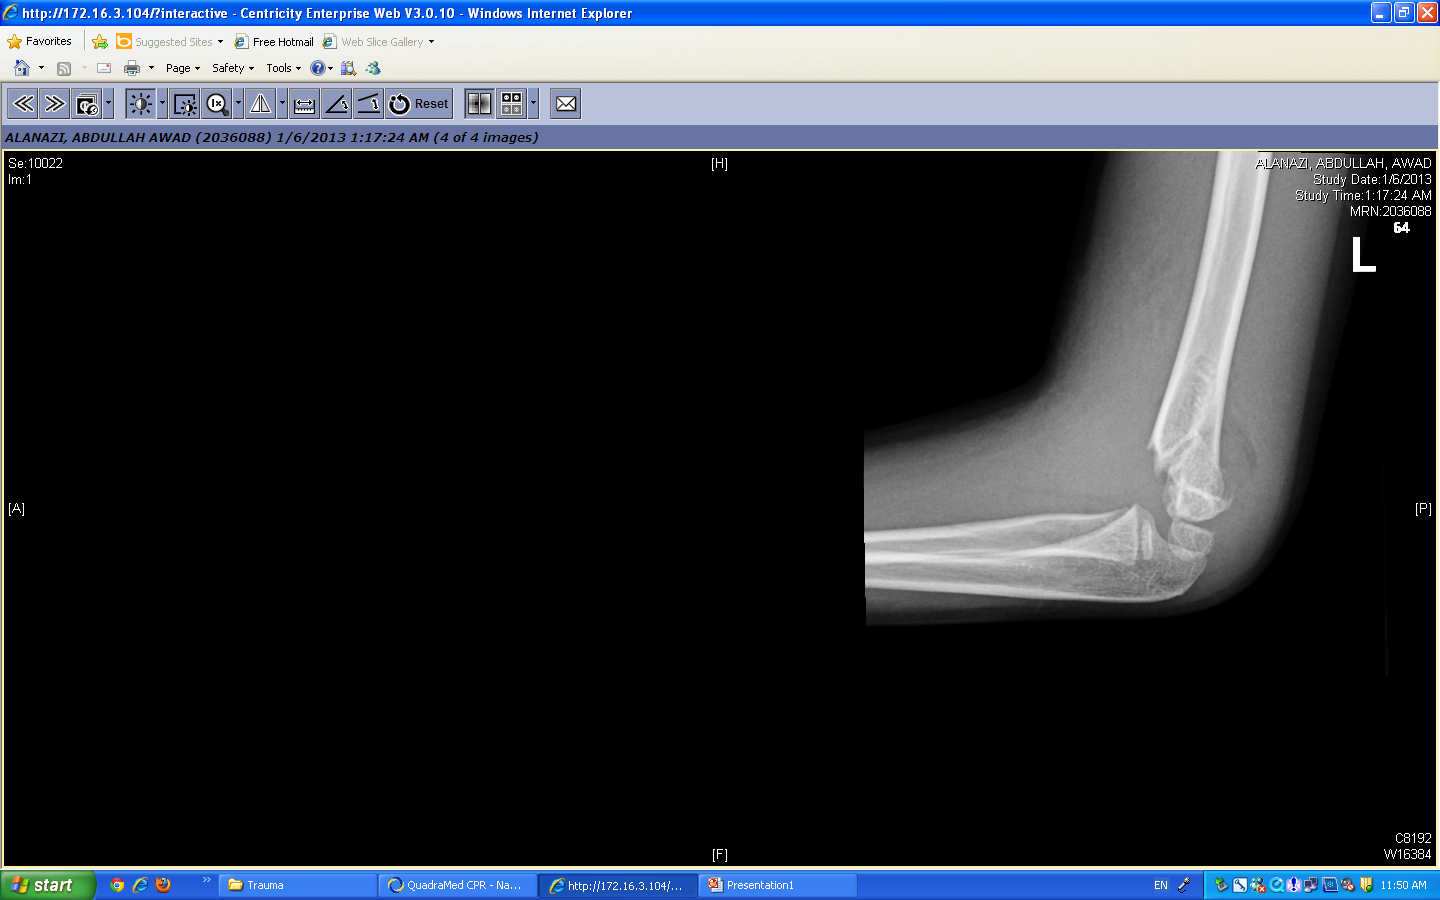 http://172.16.3.104/?interactive - Centricity Enterprise Web V3.0.10 - Windows Internet Explorer
Favorites Suggested Sites Free Hotmail Web Slice Gallery
Page Safety Tools
1x Reset
ALANAZI, ABDULLAH AWAD (2036088) 1/6/2013 1:17:24 AM (4 of 4 images)
Se:10022 [H] ALANAZI, ABDULLAH, AWAD
Im:1 Study Date:1/6/2013
Study Time:1:17:24 AM
MRN:2036088
L
[A] [P]
C8192
[F] W16384
start Trauma QuadraMed CPR - Na... http://172.16.3.104/... Presentation1 EN 11:50 AM